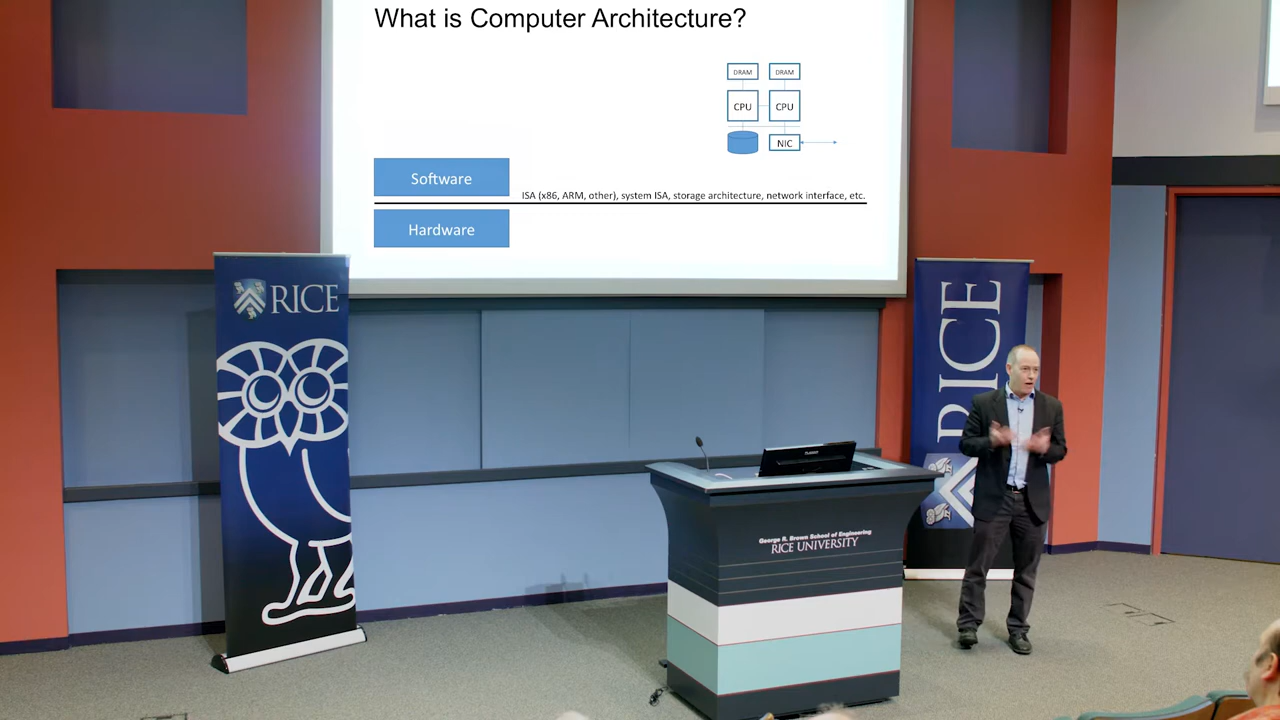 What is Computer Architecture?
DRAM DRAM
CPU CPU
NIC
Software
ISA (x86, ARM, other), system ISA, storage architecture, network interface, etc.
Hardware
RICE
RICE
George R. Brown School of Engineering
RICE UNIVERSITY